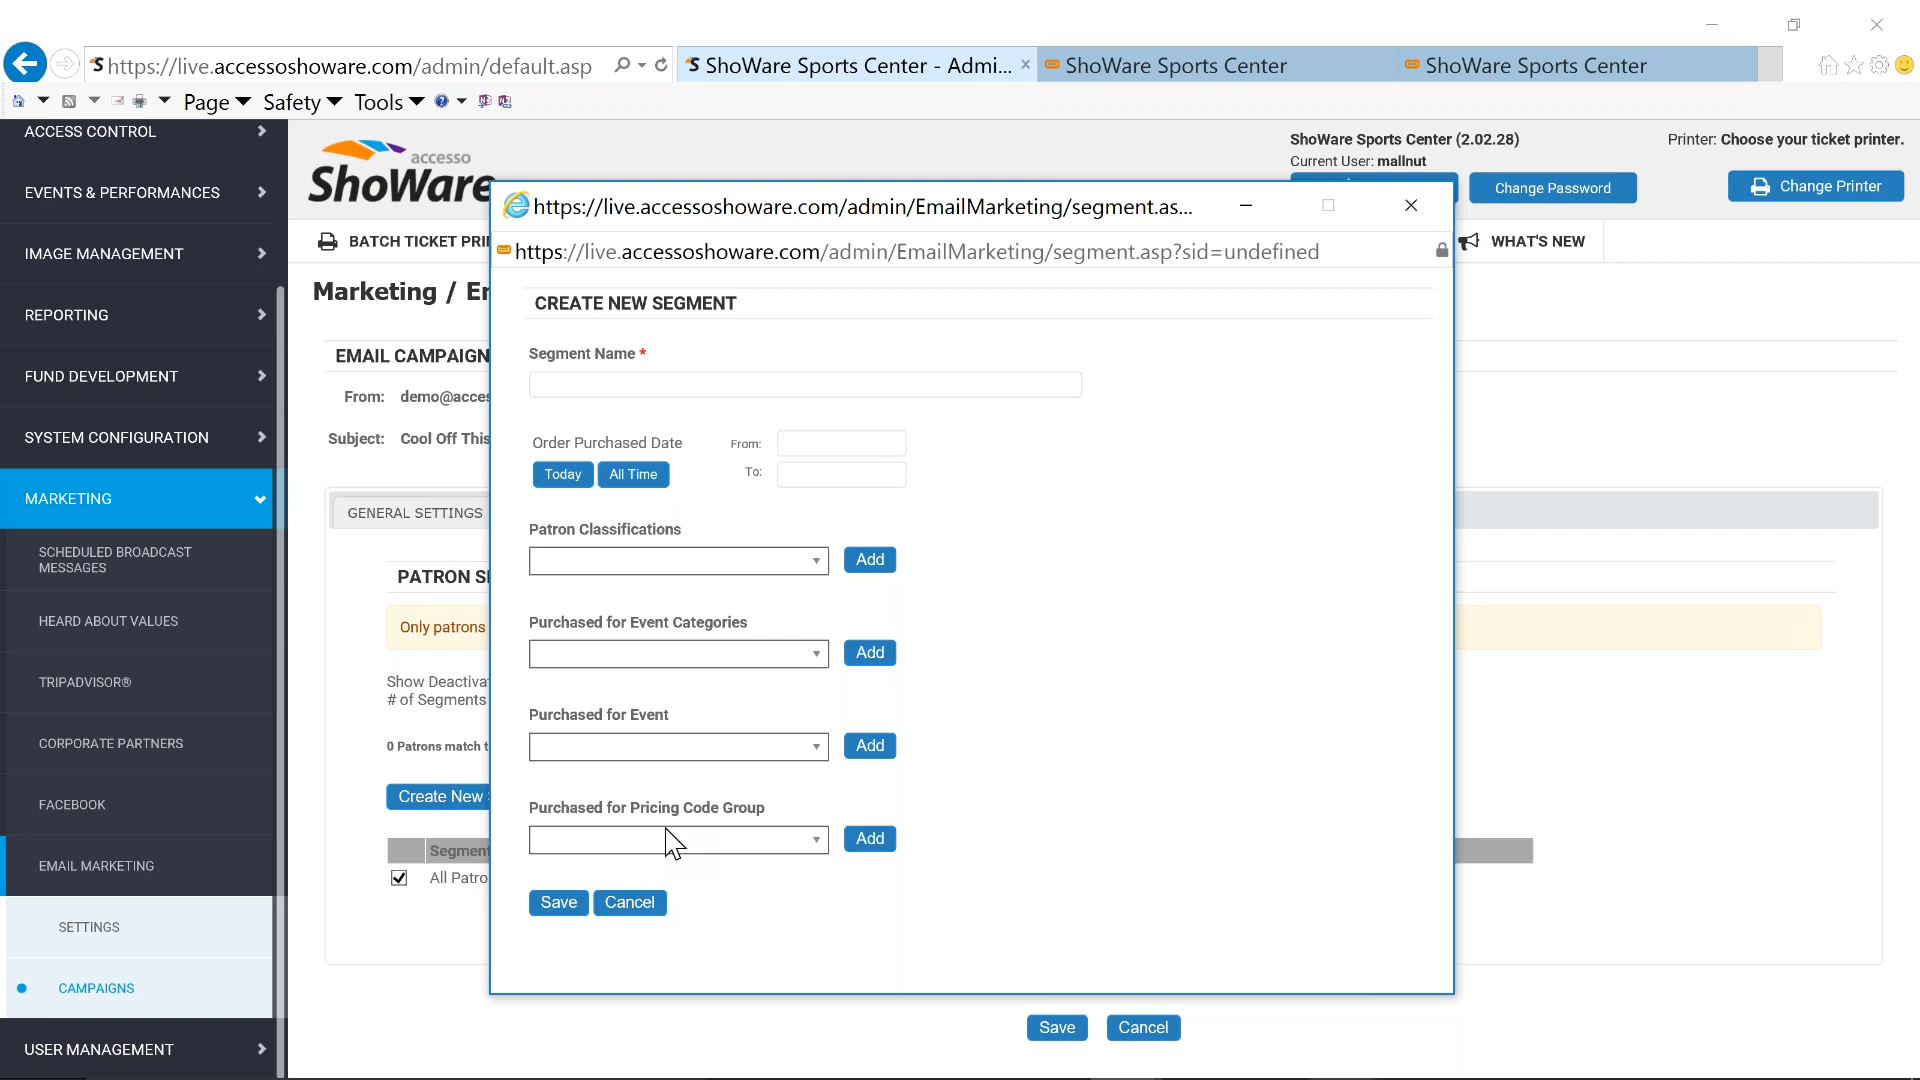 https://live.accessoshoware.com/admin/default.asp
ShoWare Sports Center - Admi...
ShoWare Sports Center
ShoWare Sports Center
Page
Safety
Tools
ACCESS CONTROL
EVENTS & PERFORMANCES
IMAGE MANAGEMENT
REPORTING
FUND DEVELOPMENT
SYSTEM CONFIGURATION
MARKETING
SCHEDULED BROADCAST
MESSAGES
HEARD ABOUT VALUES
TRIPADVISOR®
CORPORATE PARTNERS
FACEBOOK
EMAIL MARKETING
SETTINGS
CAMPAIGNS
USER MANAGEMENT
accesso
ShoWare
ShoWare Sports Center (2.02.28)
Current User: mallnut
Change Password
Printer: Choose your ticket printer.
Change Printer
BATCH TICKET PRI
WHAT'S NEW
Marketing / E
EMAIL CAMPAIGN
From: demo@acces
Subject: Cool Off This
GENERAL SETTINGS
PATRON S
Only patrons
Show Deactiva
# of Segments
0 Patrons match t
Create New
Segment
All Patro
https://live.accessoshoware.com/admin/EmailMarketing/segment.as...
https://live.accessoshoware.com/admin/EmailMarketing/segment.asp?sid=undefined
CREATE NEW SEGMENT
Segment Name *
Order Purchased Date
From:
Today
All Time
To:
Patron Classifications
Add
Purchased for Event Categories
Add
Purchased for Event
Add
Purchased for Pricing Code Group
Add
Save
Cancel
Save
Cancel